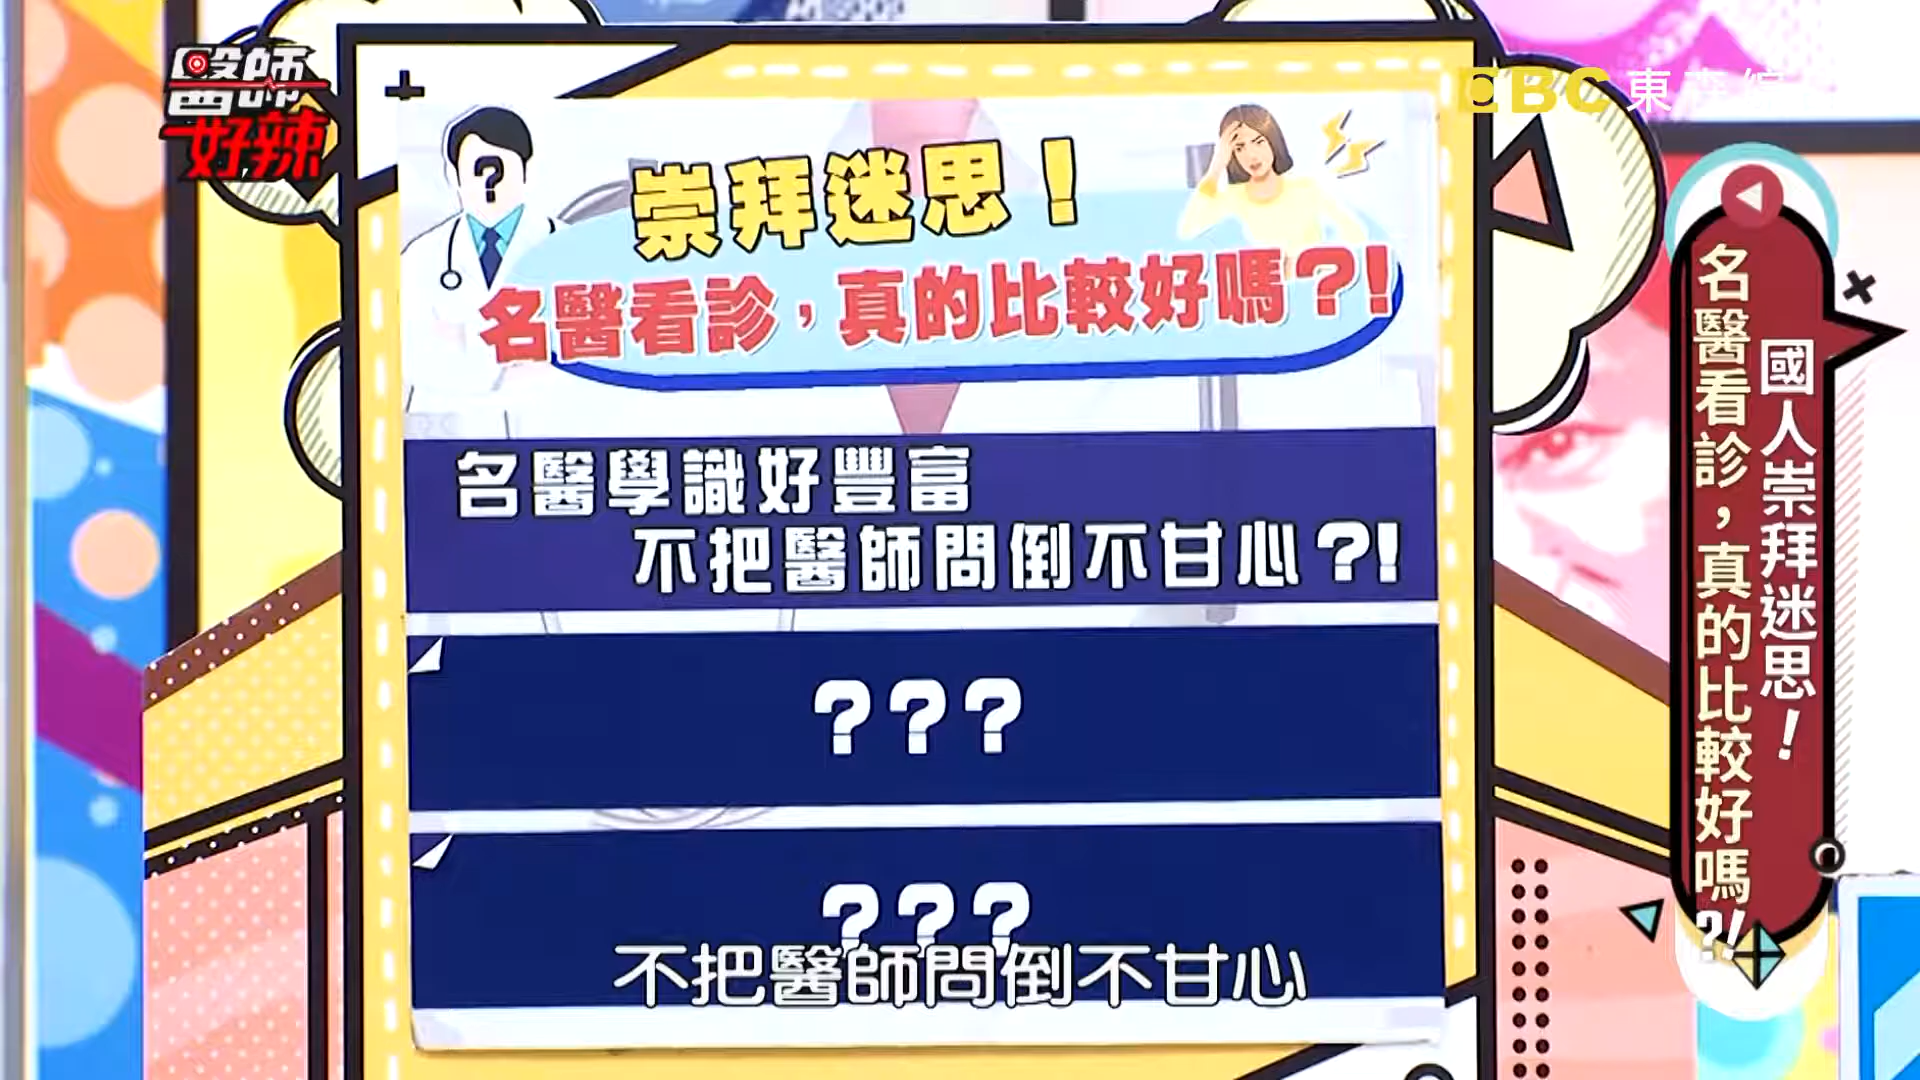 醫師
好辣
EBC 東森綜
?
崇拜迷思!
名醫看診，真的比較好嗎?!
名醫學識好豐富
不把醫師問倒不甘心?!
???
???
不把醫師問倒不甘心
國人崇拜迷思!
名醫看診，真的比較好嗎?!